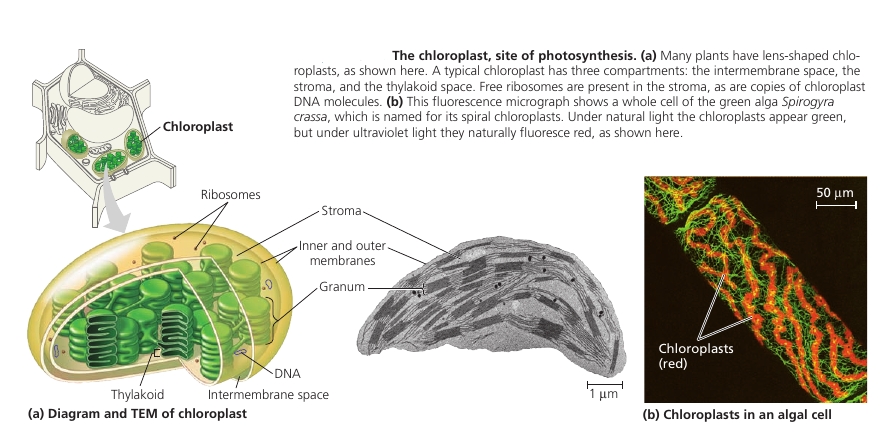 The chloroplast, site of photosynthesis. (a) Many plants have lens-shaped chlo-
roplasts, as shown here. A typical chloroplast has three compartments: the intermembrane space, the
stroma, and the thylakoid space. Free ribosomes are present in the stroma, as are copies of chloroplast
DNA molecules. (b) This fluorescence micrograph shows a whole cell of the green alga Spirogyra
crassa, which is named for its spiral chloroplasts. Under natural light the chloroplasts appear green,
but under ultraviolet light they naturally fluoresce red, as shown here.
Chloroplast
Ribosomes
Stroma
Inner and outer
membranes
Granum
DNA
Thylakoid
Intermembrane space
1 µm
50 µm
Chloroplasts
(red)
(a) Diagram and TEM of chloroplast
(b) Chloroplasts in an algal cell